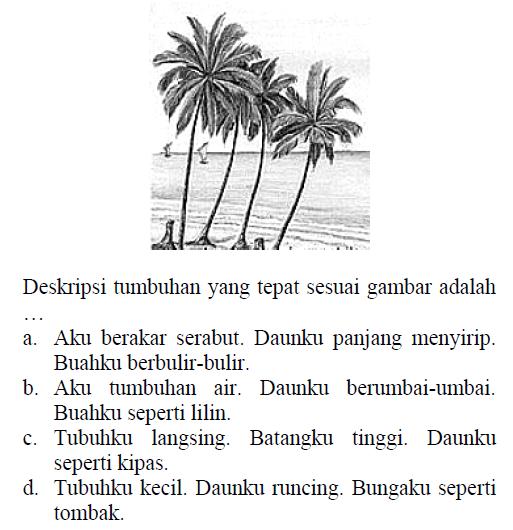 Deskripsi tumbuhan yang tepat sesuai gambar adalah
…
a. Aku berakar serabut. Daunku panjang menyirip.
Buahku berbulir-bulir.
b. Aku tumbuhan air. Daunku berumbai-umbai.
Buahku seperti lilin.
c. Tubuhku langsing. Batangku tinggi. Daunku
seperti kipas.
d. Tubuhku kecil. Daunku runcing. Bungaku seperti
tombak.